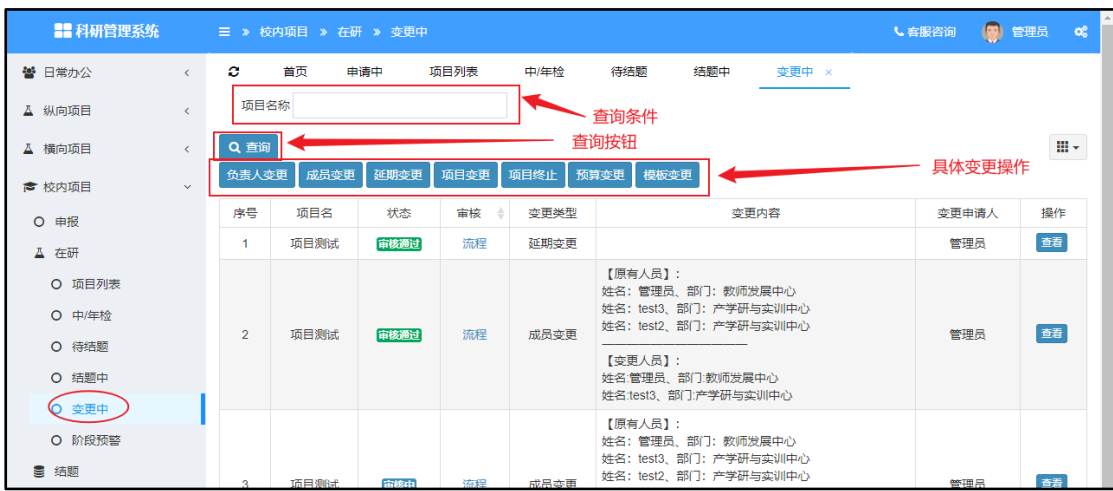 科研管理系统
» 校内项目 » 在研 » 变更中
客服咨询
管理员
日常办公
纵向项目
横向项目
校内项目
申报
在研
项目列表
中/年检
待结题
结题中
变更中
阶段预警
结题
首页 申请中 项目列表 中/年检 待结题 结题中 变更中 ×
项目名称
查询条件
查询
查询按钮
负责人变更 成员变更 延期变更 项目变更 项目终止 预算变更 模板变更
具体变更操作
序号 项目名 状态 审核 变更类型 变更内容 变更申请人 操作
1 项目测试 审核通过 流程 延期变更 管理员 查看
【原有人员】:
姓名：管理员、部门：教师发展中心
姓名：test3、部门：产学研与实训中心
姓名：test2、部门：产学研与实训中心
2 项目测试 审核通过 流程 成员变更 管理员 查看
————————————
【变更人员】:
姓名:管理员、部门:教师发展中心
姓名:test3、部门:产学研与实训中心
【原有人员】:
姓名：管理员、部门：教师发展中心
姓名：test3、部门：产学研与实训中心
姓名：test2、部门：产学研与实训中心
3 项目测试 审核中 流程 成员变更 管理员 查看